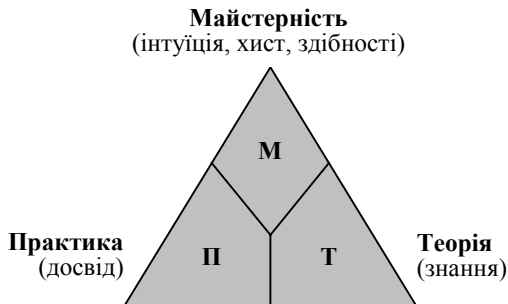 Майстерність
(інтуїція, хист, здібності)
М
Практика
(досвід)
П
Т
Теорія
(знання)